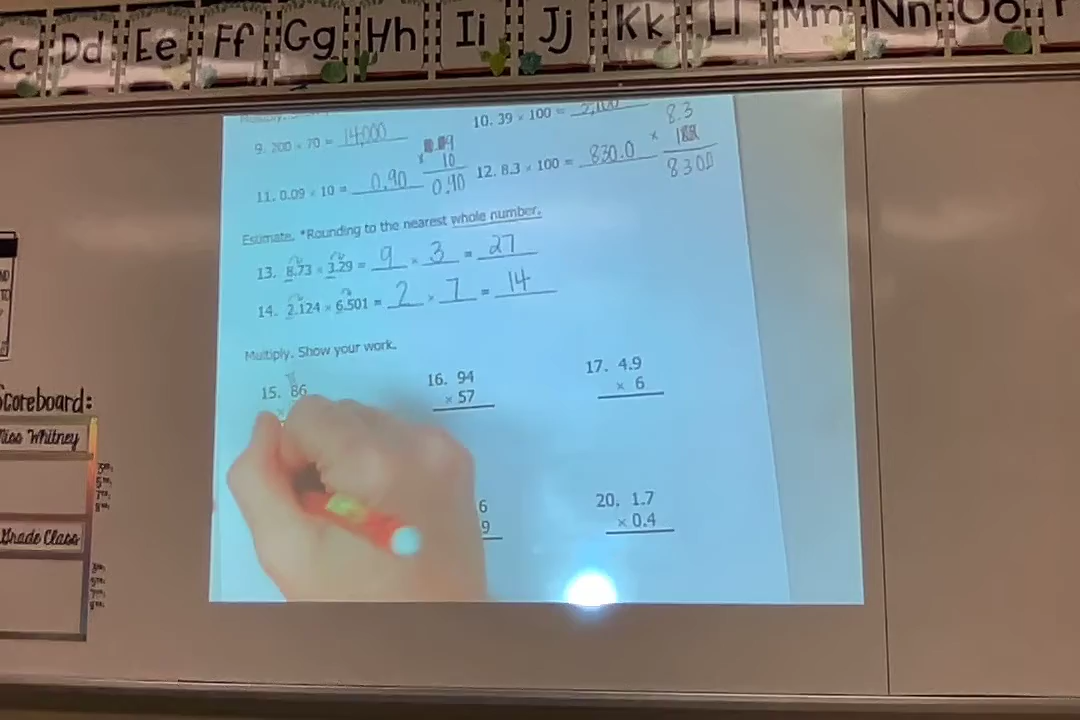 Cc Dd Ee Ff Gg Hh Ii Jj Kk Ll Mm Nn Oo
9. 200 × 70 = 14,000
10. 39 × 100 =
8.3
×
8300
0.09
× 10
0.90
11. 0.09 × 10 = 0.90
12. 8.3 × 100 = 830.0
Estimate. *Rounding to the nearest whole number.
13. 8.73 × 3.29 = 9 × 3 = 27
14. 2.124 × 6.501 = 2 × 7 = 14
Multiply. Show your work.
15. 86
16. 94
× 57
17. 4.9
× 6
6
9
20. 1.7
× 0.4
Scoreboard:
Miss Whitney
Grade Class